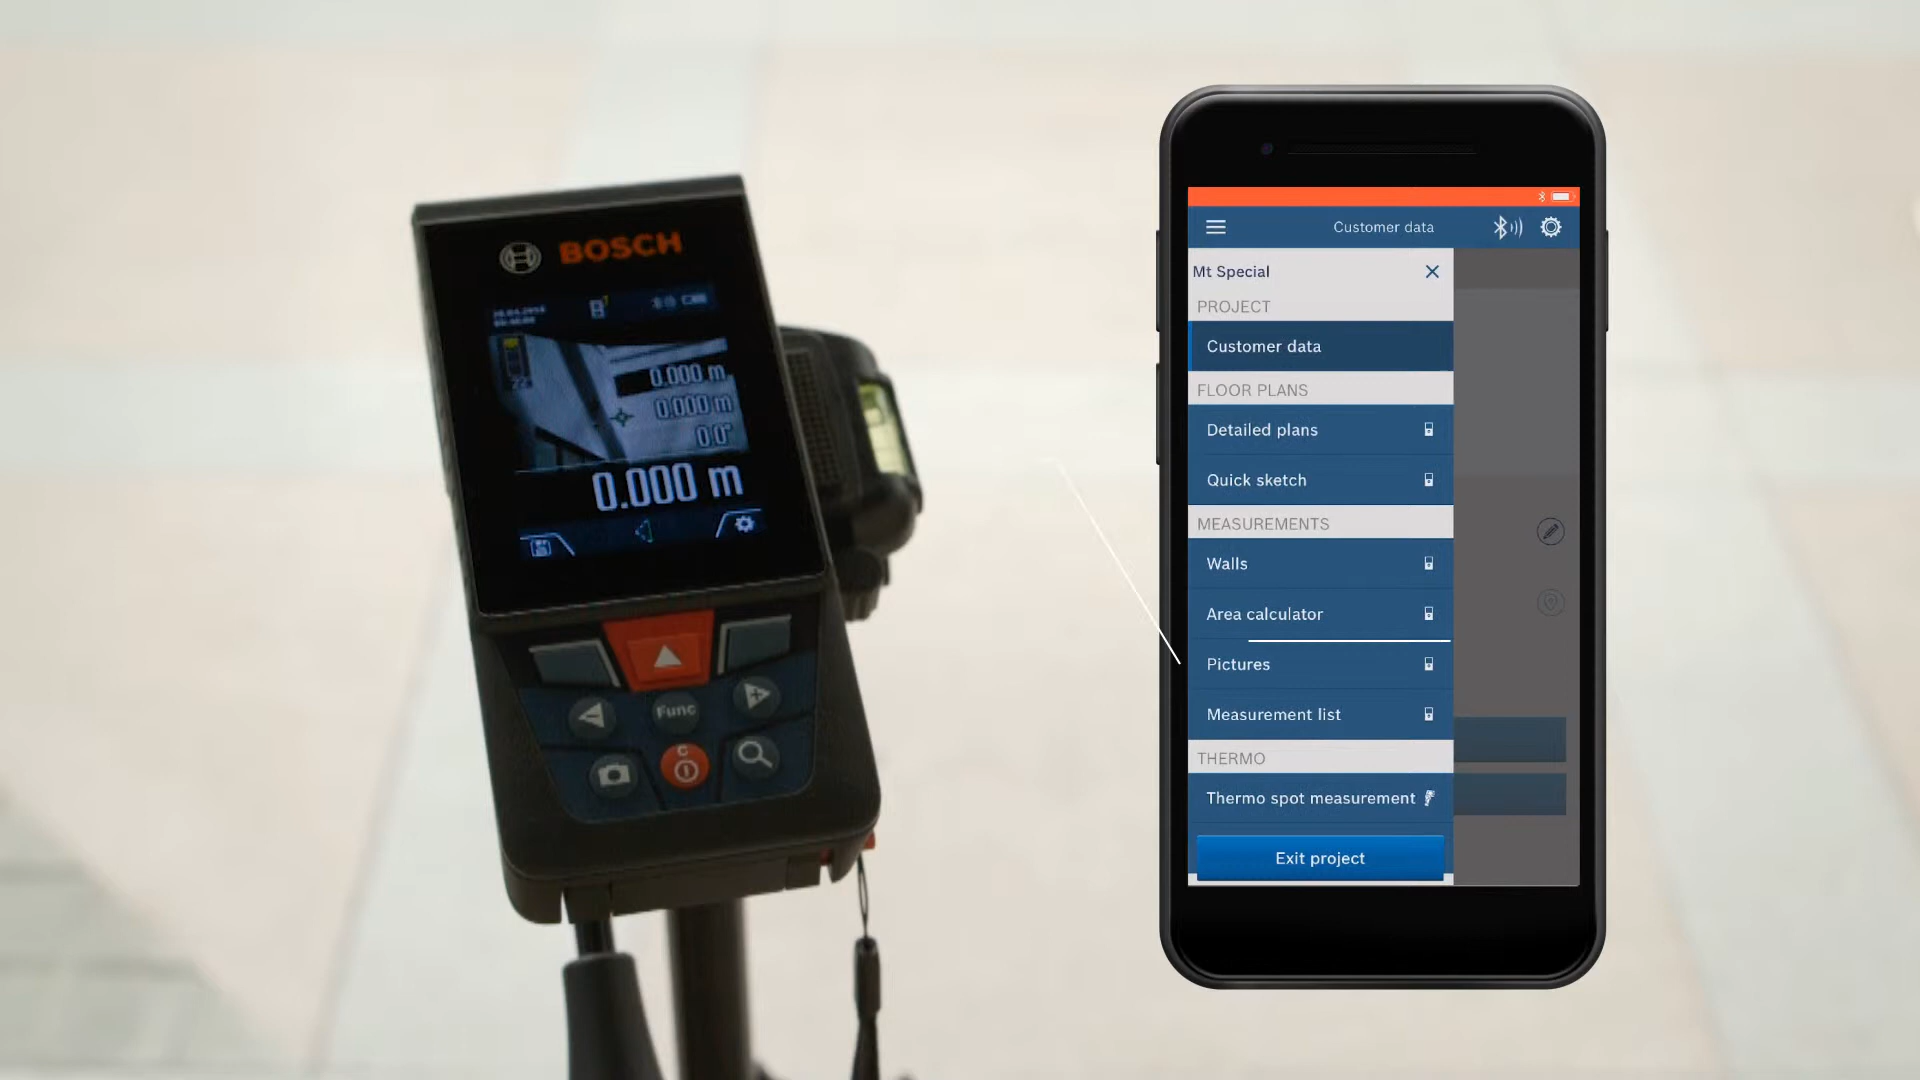 BOSCH
0.000 m
0.000 m
0.0°
0.000 m
Func
C
Customer data
Mt Special
PROJECT
Customer data
FLOOR PLANS
Detailed plans
Quick sketch
MEASUREMENTS
Walls
Area calculator
Pictures
Measurement list
THERMO
Thermo spot measurement
Exit project